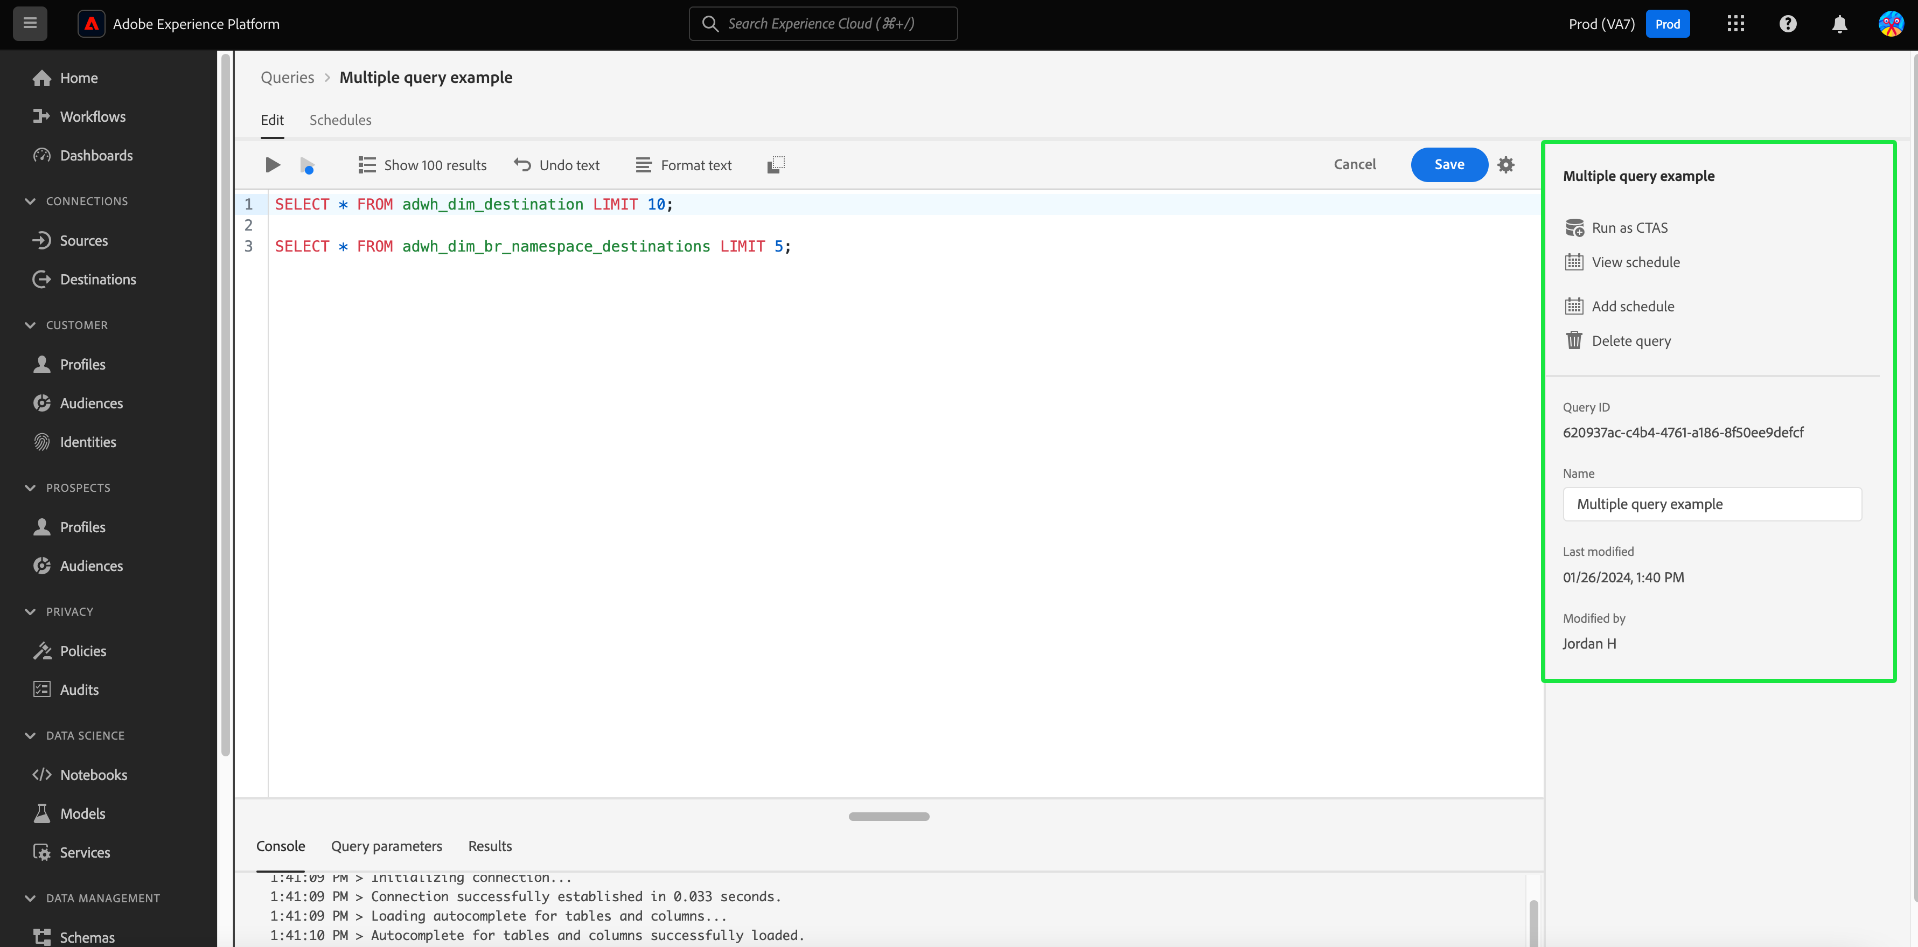 Adobe Experience Platform
Search Experience Cloud (⌘+/)
Prod (VA7)
Prod
Home
Workflows
Dashboards
CONNECTIONS
Sources
Destinations
CUSTOMER
Profiles
Audiences
Identities
PROSPECTS
Profiles
Audiences
PRIVACY
Policies
Audits
DATA SCIENCE
Notebooks
Models
Services
DATA MANAGEMENT
Schemas
Queries > Multiple query example
Edit Schedules
Show 100 results Undo text Format text Cancel Save
1 SELECT * FROM adwh_dim_destination LIMIT 10;
2
3 SELECT * FROM adwh_dim_br_namespace_destinations LIMIT 5;
Console Query parameters Results
1:41:09 PM > Initializing connection...
1:41:09 PM > Connection successfully established in 0.033 seconds.
1:41:09 PM > Loading autocomplete for tables and columns...
1:41:10 PM > Autocomplete for tables and columns successfully loaded.
Multiple query example
Run as CTAS
View schedule
Add schedule
Delete query
Query ID
620937ac-c4b4-4761-a186-8f50ee9defcf
Name
Multiple query example
Last modified
01/26/2024, 1:40 PM
Modified by
Jordan H